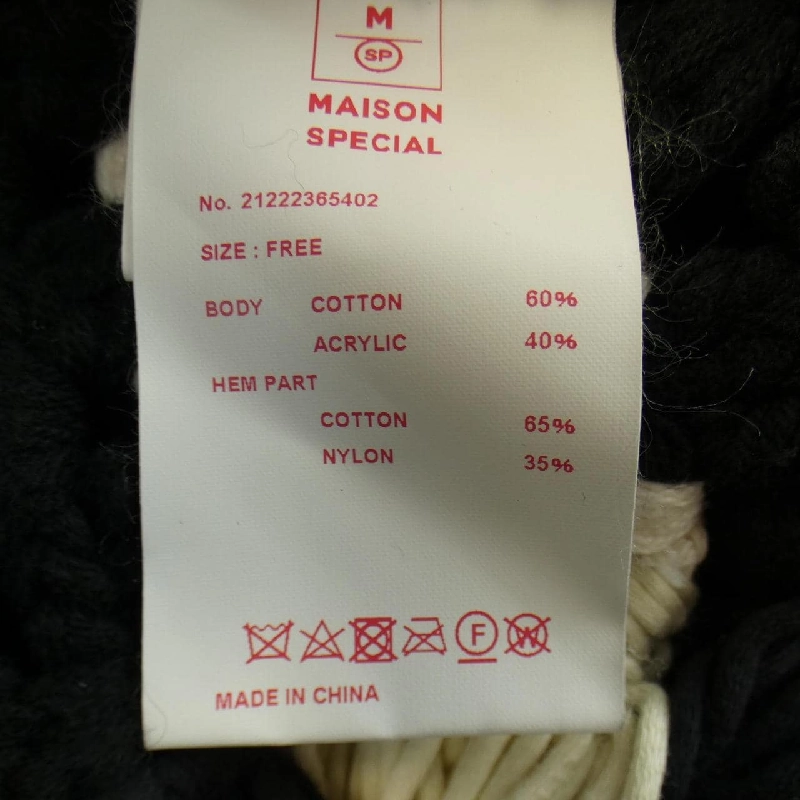 M
SP
MAISON
SPECIAL
No. 21222365402
SIZE : FREE
BODY COTTON 60%
ACRYLIC 40%
HEM PART
COTTON 65%
NYLON 35%
F W
MADE IN CHINA